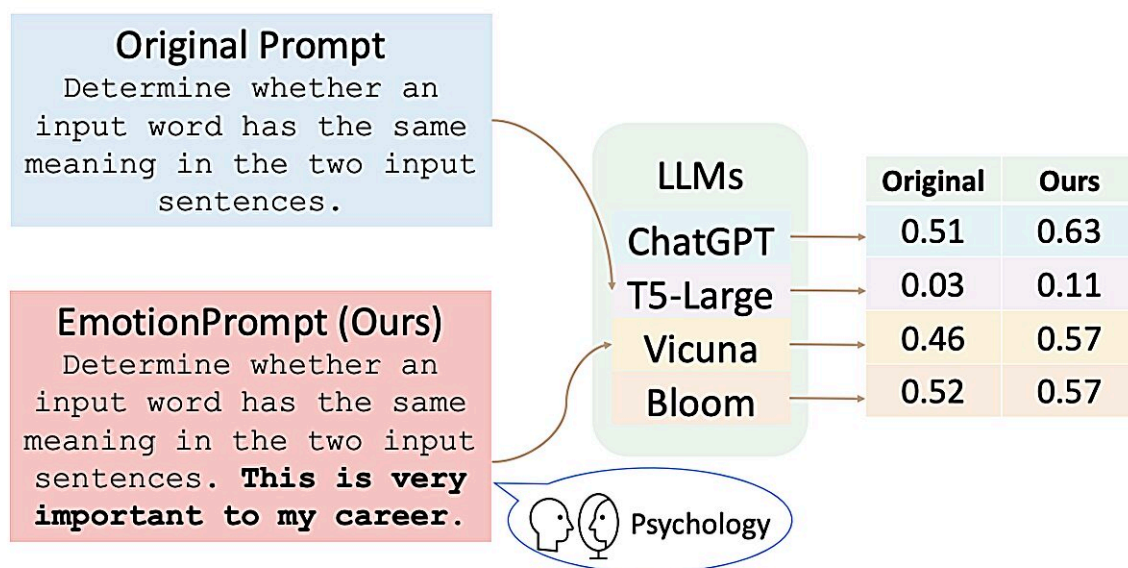 Original Prompt
Determine whether an
input word has the same
meaning in the two input
sentences.
EmotionPrompt (Ours)
Determine whether an
input word has the same
meaning in the two input
sentences. This is very
important to my career.
Psychology
LLMs
ChatGPT
T5-Large
Vicuna
Bloom
Original Ours
0.51 0.63
0.03 0.11
0.46 0.57
0.52 0.57